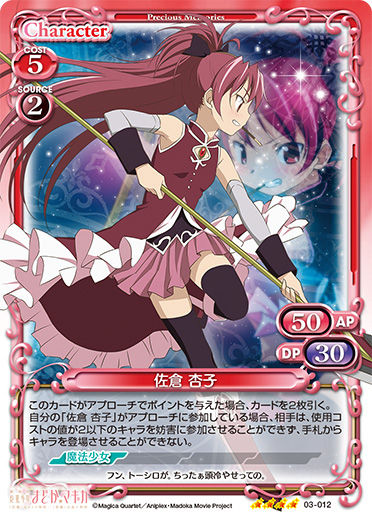 Precious Memories
Character
COST
5
SOURCE
2
50 AP
DP 30
佐倉 杏子
このカードがアプローチでポイントを与えた場合、カードを2枚引く。
自分の「佐倉 杏子」がアプローチに参加している場合、相手は、使用コ
ストの値が2以下のキャラを妨害に参加させることができず、手札から
キャラを登場させることができない。
魔法少女
フン、トーシロが。ちったぁ頭冷やせっての。
まどか☆マギカ
03-012
©Magica Quartet/Aniplex・Madoka Movie Project